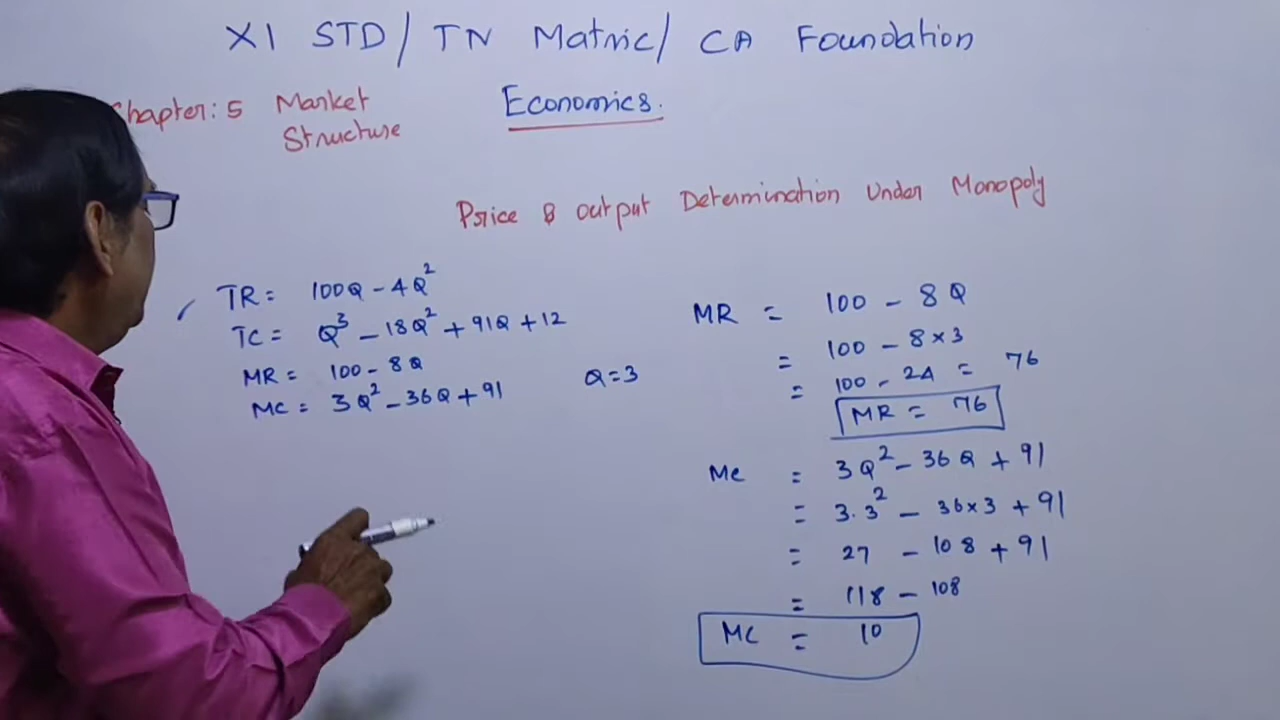 XI STD / TN Matric / CA Foundation
Chapter: 5 Market Structure
Economics.
Price & output Determination Under Monopoly
TR = 100Q - 4Q²
TC = Q³ - 18Q² + 91Q + 12
MR = 100 - 8Q
MC = 3Q² - 36Q + 91
Q = 3
MR = 100 - 8Q
= 100 - 8×3
= 100 - 24 = 76
MR = 76
MC = 3Q² - 36Q + 91
= 3.3² - 36×3 + 91
= 27 - 108 + 91
= 118 - 108
MC = 10